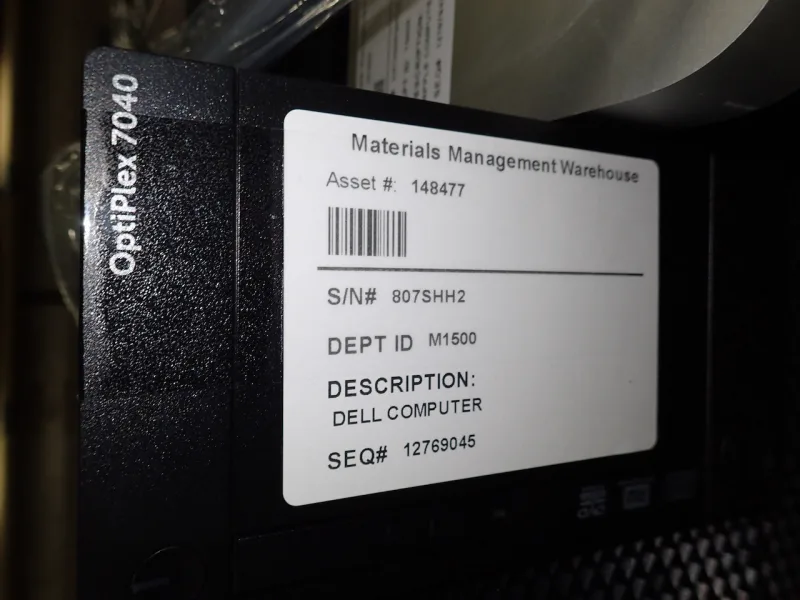 OptiPlex 7040
Materials Management Warehouse
Asset #: 148477
S/N# 807SHH2
DEPT ID M1500
DESCRIPTION:
DELL COMPUTER
SEQ# 12769045